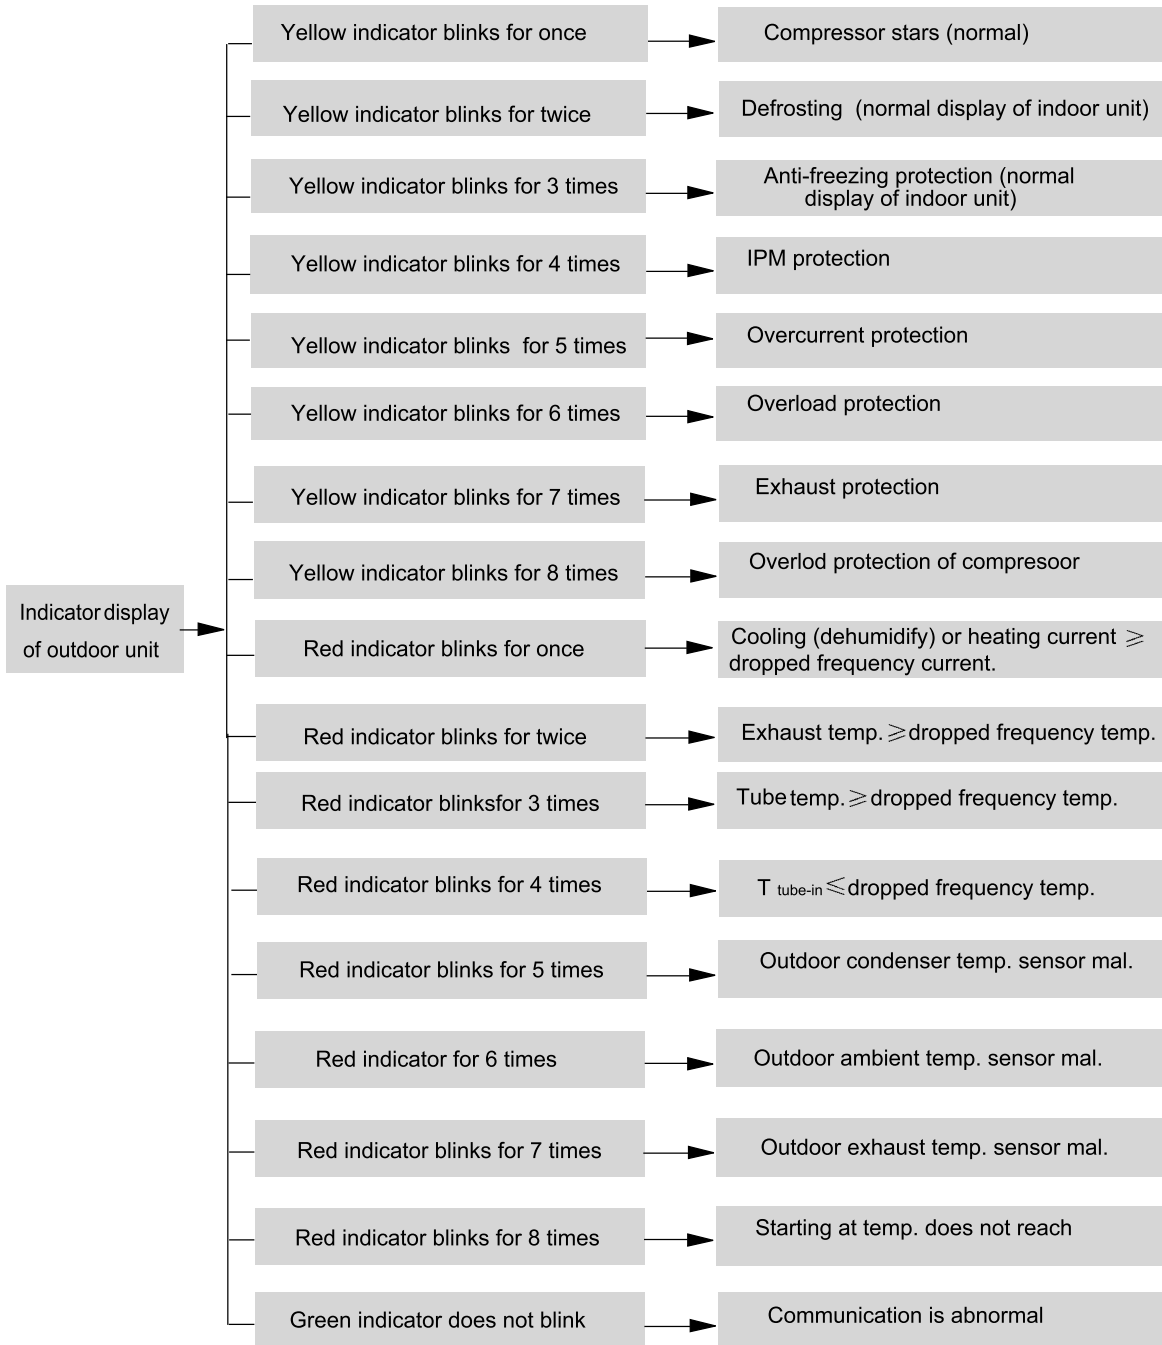 Yellow indicator blinks for once
Compressor stars (normal)
Yellow indicator blinks for twice
Defrosting (normal display of indoor unit)
Yellow indicator blinks for 3 times
Anti-freezing protection (normal
display of indoor unit)
Yellow indicator blinks for 4 times
IPM protection
Yellow indicator blinks for 5 times
Overcurrent protection
Yellow indicator blinks for 6 times
Overload protection
Yellow indicator blinks for 7 times
Exhaust protection
Yellow indicator blinks for 8 times
Overlod protection of compresoor
Indicator display
of outdoor unit
Red indicator blinks for once
Cooling (dehumidify) or heating current ⩾
dropped frequency current.
Red indicator blinks for twice
Exhaust temp. ⩾dropped frequency temp.
Red indicator blinksfor 3 times
Tube temp. ⩾ dropped frequency temp.
Red indicator blinks for 4 times
T tube-in ⩽ dropped frequency temp.
Red indicator blinks for 5 times
Outdoor condenser temp. sensor mal.
Red indicator for 6 times
Outdoor ambient temp. sensor mal.
Red indicator blinks for 7 times
Outdoor exhaust temp. sensor mal.
Red indicator blinks for 8 times
Starting at temp. does not reach
Green indicator does not blink
Communication is abnormal